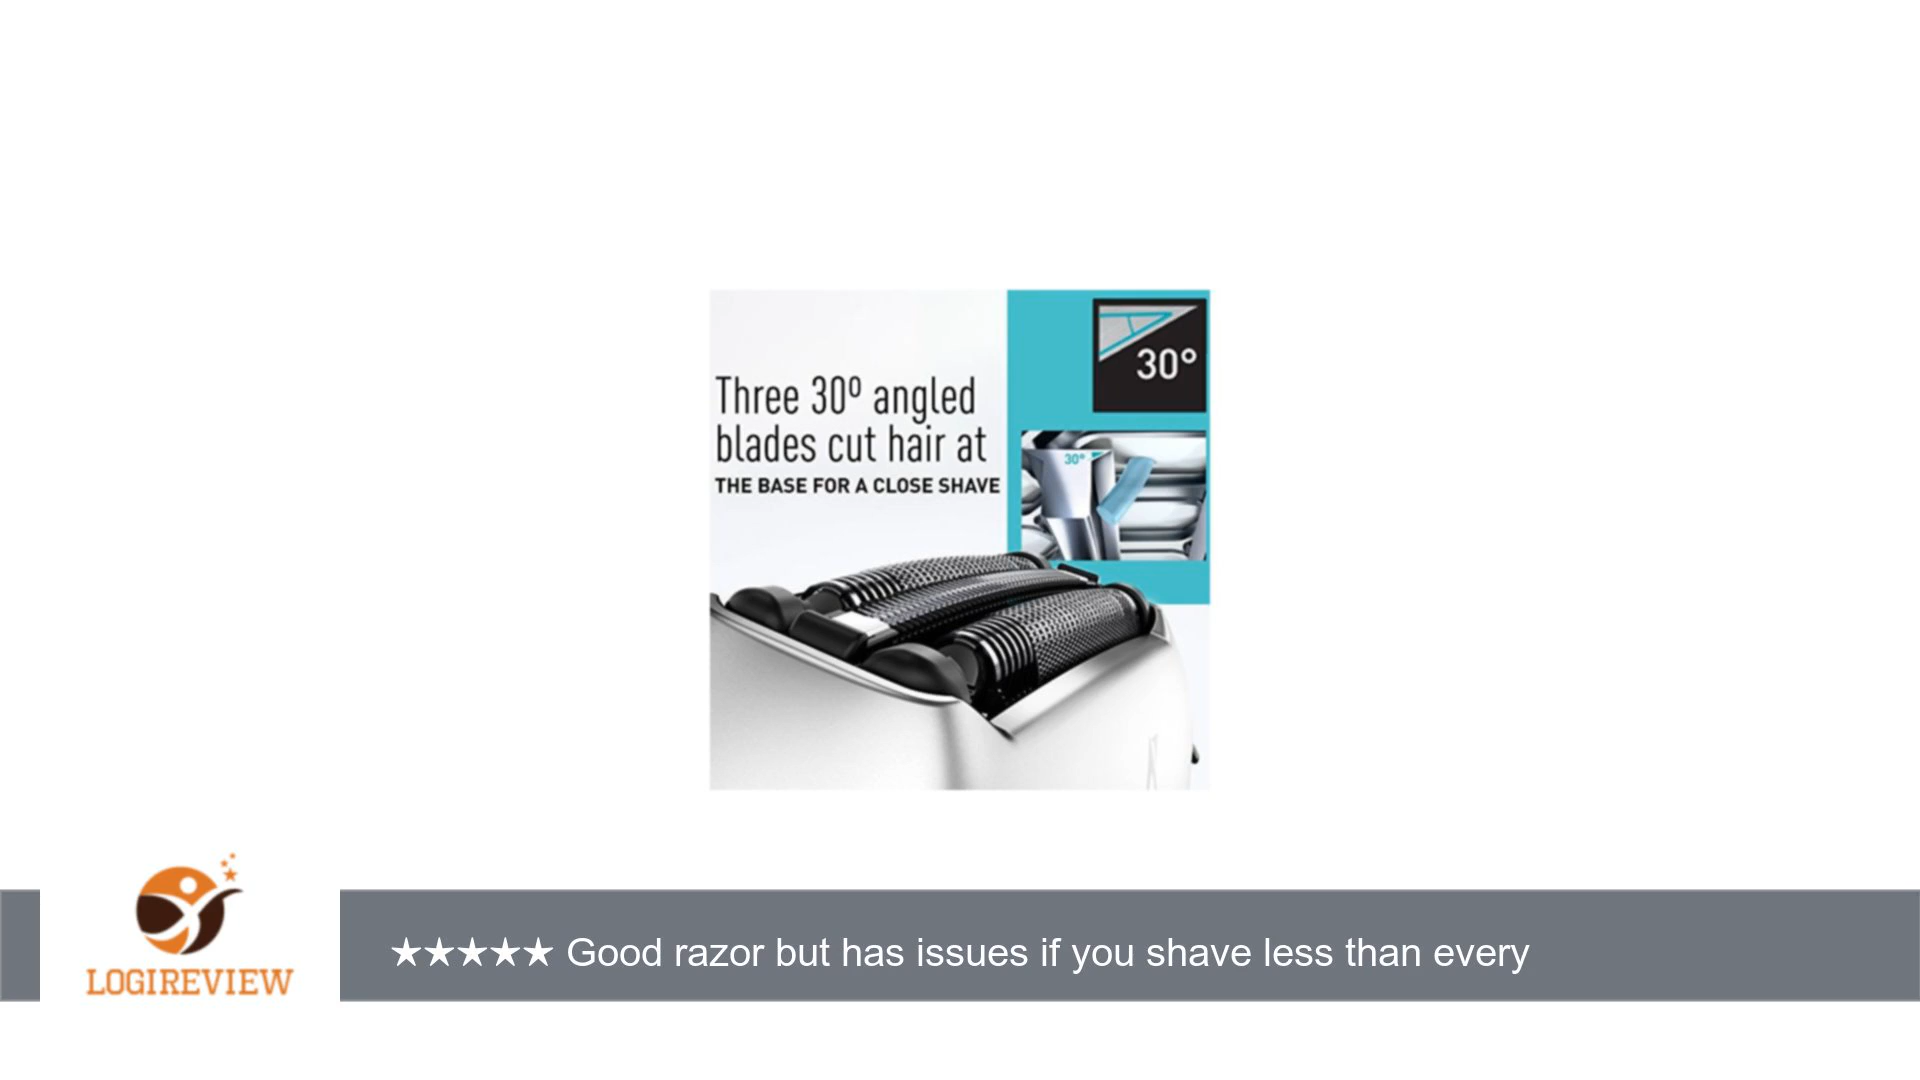 Three 30º angled
blades cut hair at
THE BASE FOR A CLOSE SHAVE
30°
30°
LOGIREVIEW
★★★★★ Good razor but has issues if you shave less than every